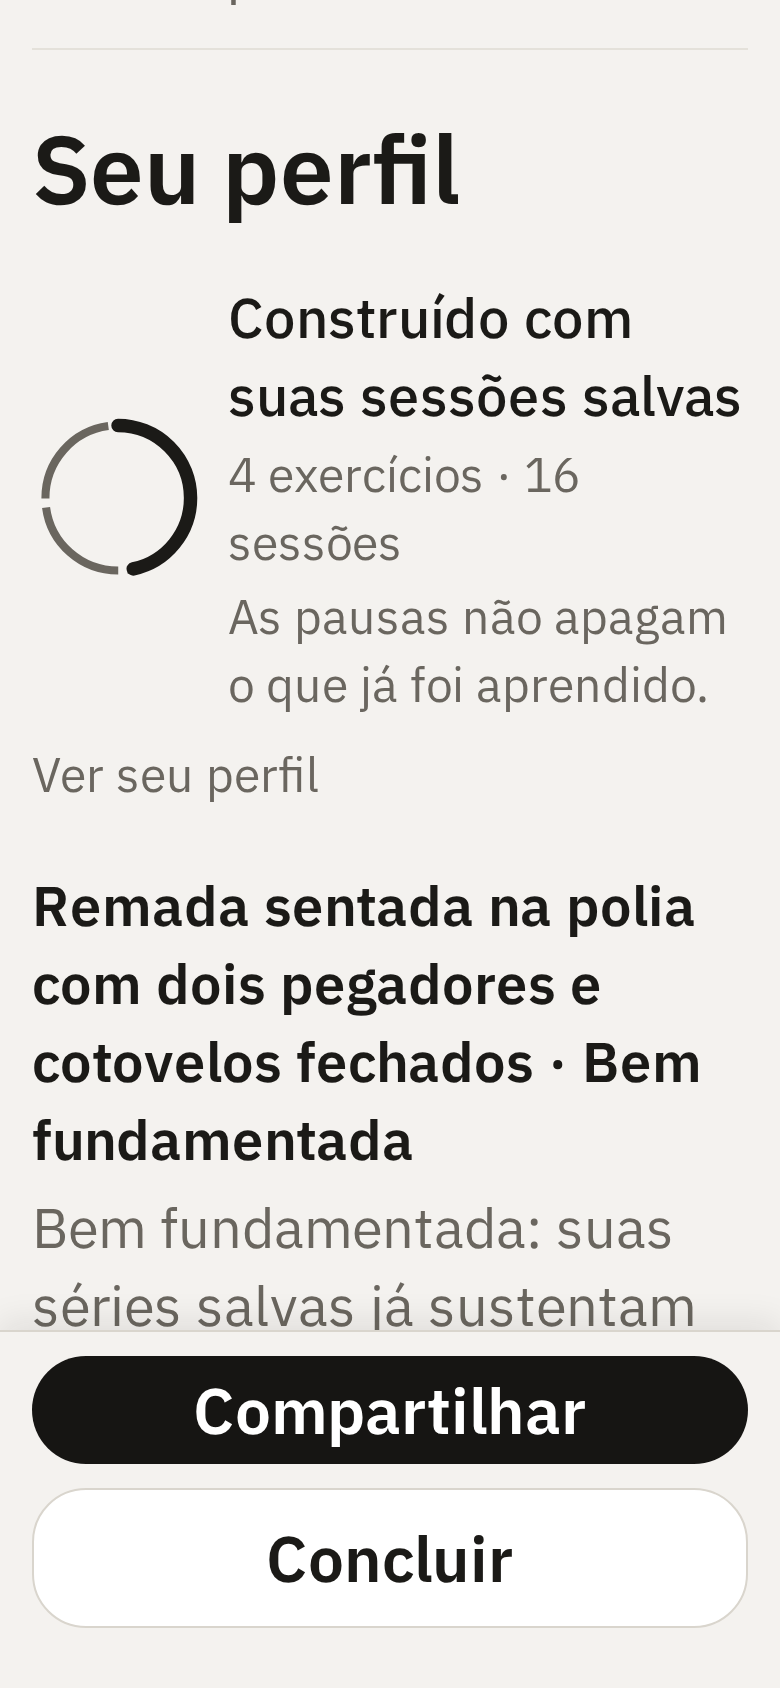 Seu perfil
Construído com
suas sessões salvas
4 exercícios · 16
sessões
As pausas não apagam
o que já foi aprendido.
Ver seu perfil
Remada sentada na polia
com dois pegadores e
cotovelos fechados · Bem
fundamentada
Bem fundamentada: suas
séries salvas já sustentam
Compartilhar
Concluir